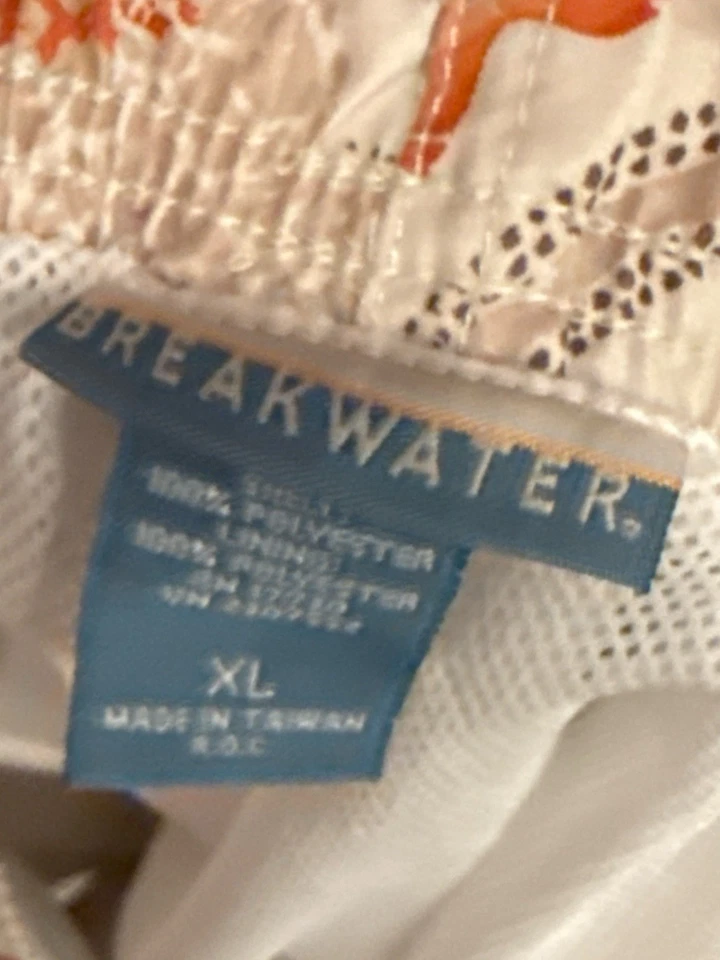 BREAKWATER®
SHELL:
100% POLYESTER
LINING:
100% POLYESTER
XL
MADE IN TAIWAN
R.O.C